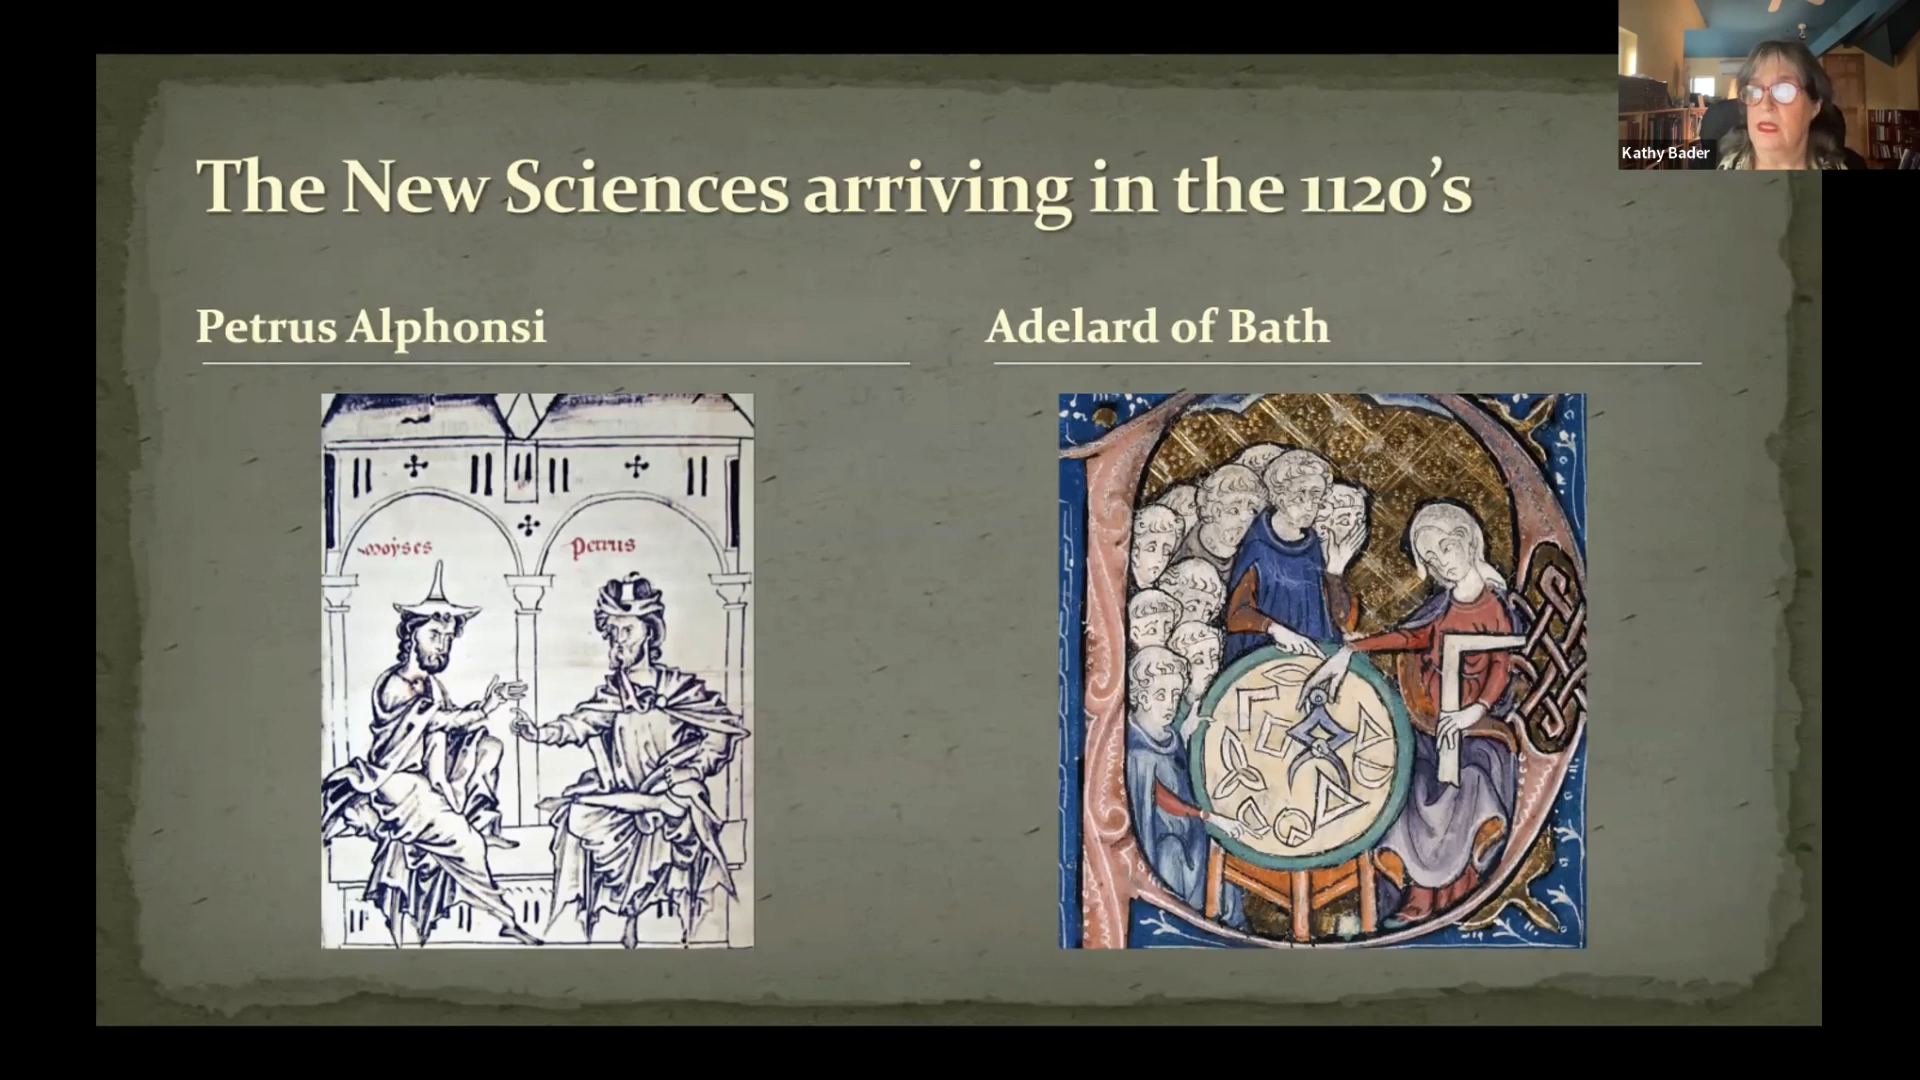 Kathy Bader
The New Sciences arriving in the 1120's
Petrus Alphonsi
Adelard of Bath
moyses
petrus